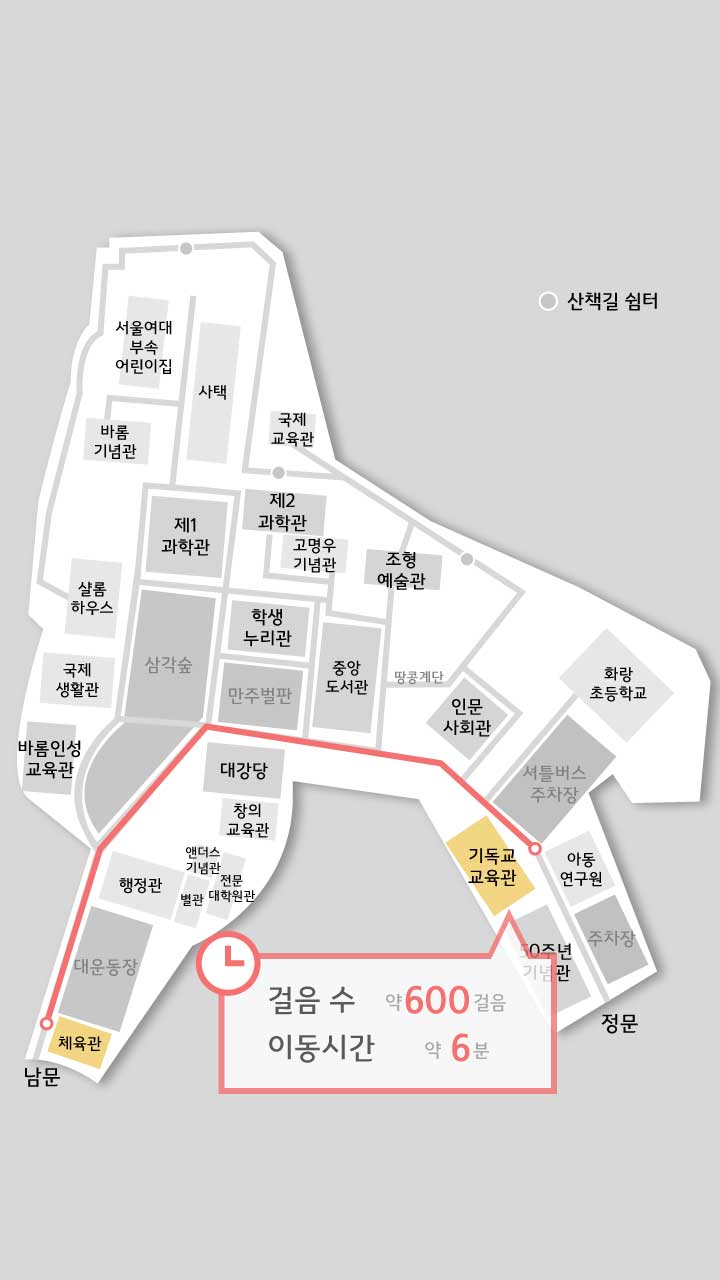 산책길 쉼터
서울여대
부속
어린이집
사택
국제
교육관
바롬
기념관
제2
과학관
제1
과학관
고명우
기념관
조형
예술관
샬롬
하우스
학생
누리관
삼각숲
중앙
도서관
땅콩계단
국제
생활관
만주벌판
인문
사회관
화랑
초등학교
바롬인성
교육관
대강당
셔틀버스
주차장
창의
교육관
앤더스
기념관
행정관
별관
전문
대학원관
기독교
교육관
아동
연구원
대운동장
50주년
기념관
주차장
걸음 수 약 600 걸음
이동시간 약 6 분
정문
체육관
남문